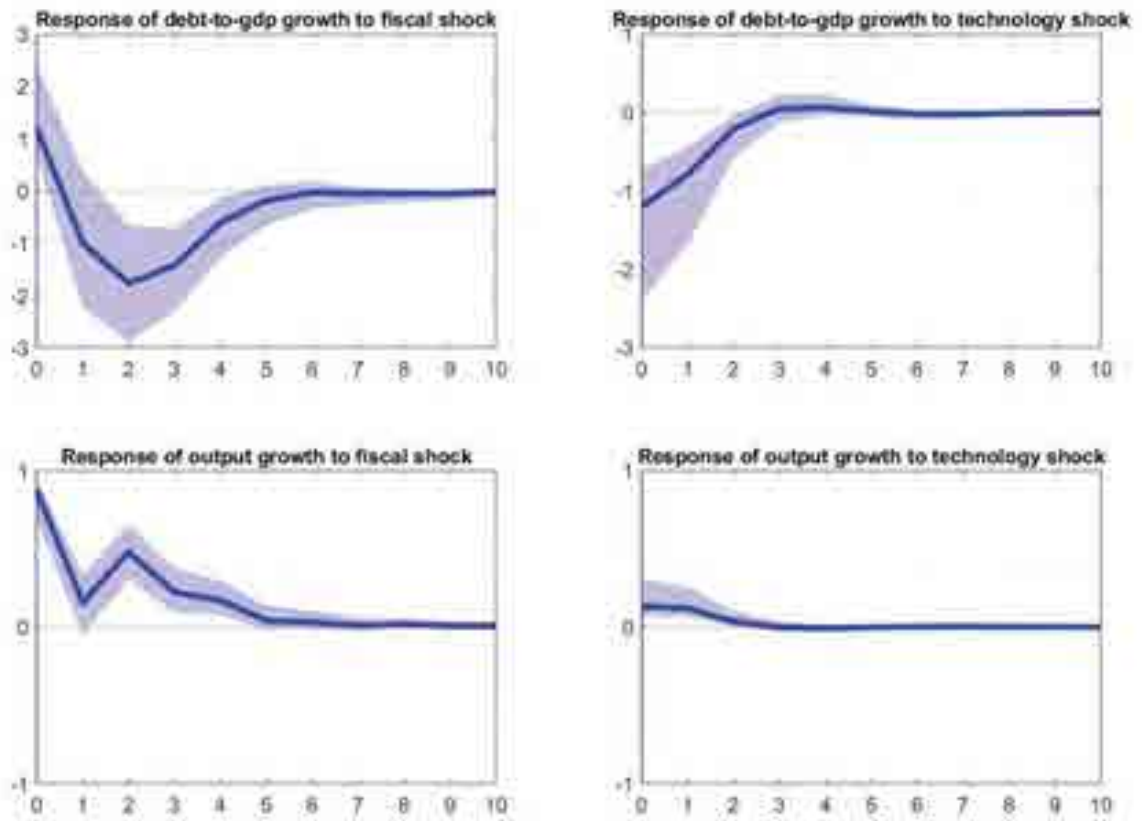 Response of debt-to-gdp growth to fiscal shock
3
2
1
0
-1
-2
-3
0 1 2 3 4 5 6 7 8 9 10
Response of debt-to-gdp growth to technology shock
1
0
-1
-2
-3
0 1 2 3 4 5 6 7 8 9 10
Response of output growth to fiscal shock
1
0
-1
0 1 2 3 4 5 6 7 8 9 10
Response of output growth to technology shock
1
0
-1
0 1 2 3 4 5 6 7 8 9 10